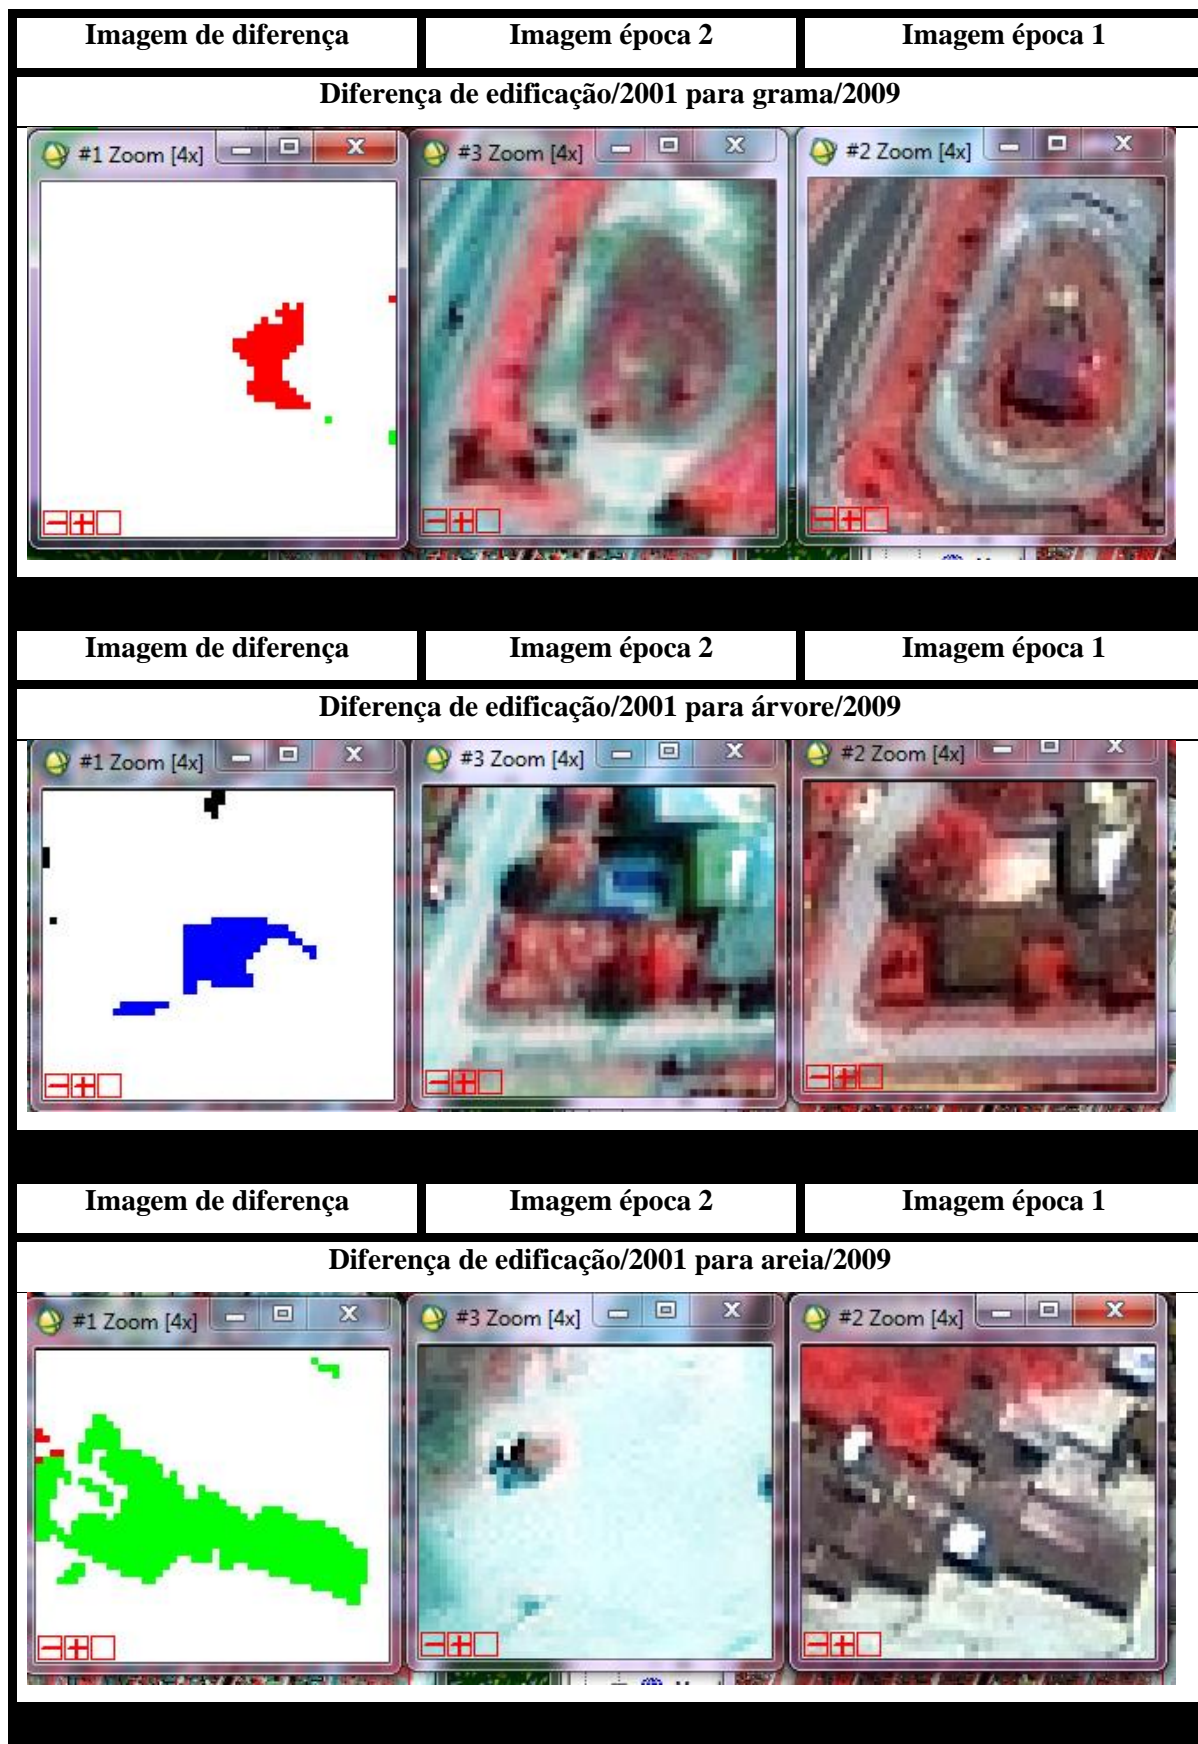 Imagem de diferença Imagem época 2 Imagem época 1
Diferença de edificação/2001 para grama/2009
#1 Zoom [4x] #3 Zoom [4x] #2 Zoom [4x]
Imagem de diferença Imagem época 2 Imagem época 1
Diferença de edificação/2001 para árvore/2009
#1 Zoom [4x] #3 Zoom [4x] #2 Zoom [4x]
Imagem de diferença Imagem época 2 Imagem época 1
Diferença de edificação/2001 para areia/2009
#1 Zoom [4x] #3 Zoom [4x] #2 Zoom [4x]